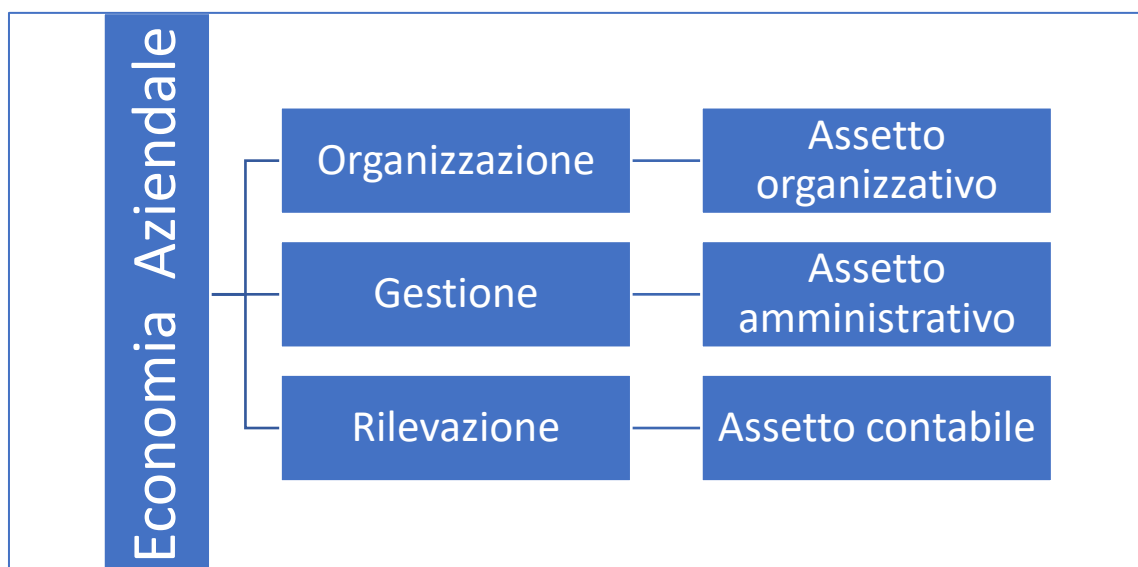 Economia Aziendale
Organizzazione
Assetto
organizzativo
Gestione
Assetto
amministrativo
Rilevazione
Assetto contabile